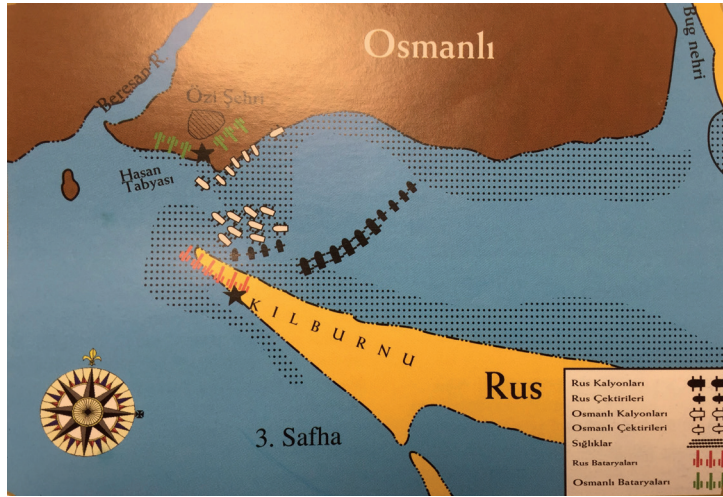 Osmanlı
Bug nehri
Beresan R.
Özi Şehri
Hasan
Tabyası
KILBURNU
Rus
3. Safha
Rus Kalyonları
Rus Çektirileri
Osmanlı Kalyonları
Osmanlı Çektirileri
Sığlıklar
Rus Bataryaları
Osmanlı Bataryaları